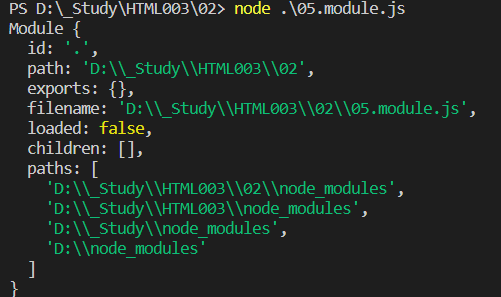 PS D:\_Study\HTML003\02> node .\05.module.js
Module {
  id: '.',
  path: 'D:\\_Study\\HTML003\\02',
  exports: {},
  filename: 'D:\\_Study\\HTML003\\02\\05.module.js',
  loaded: false,
  children: [],
  paths: [
    'D:\\_Study\\HTML003\\02\\node_modules',
    'D:\\_Study\\HTML003\\node_modules',
    'D:\\_Study\\node_modules',
    'D:\\node_modules'
  ]
}